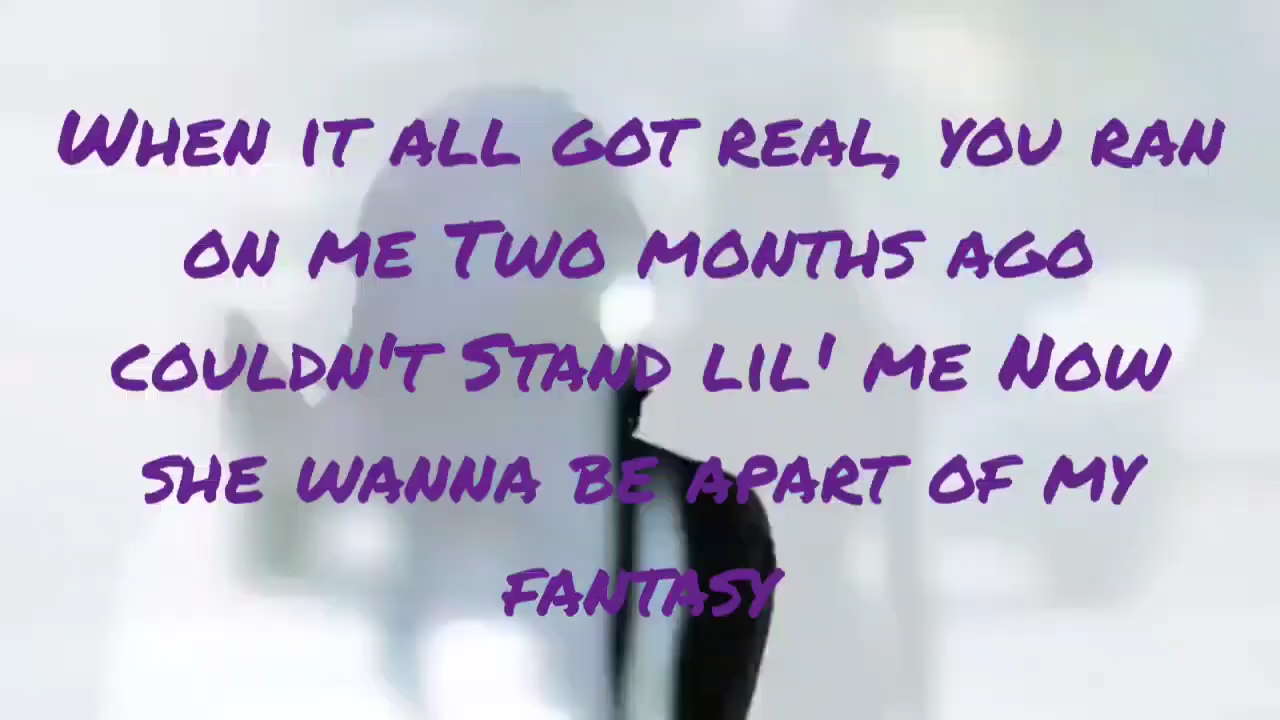 When it all got real, you ran
on me Two months ago
couldn't Stand lil' me Now
she wanna be apart of my
fantasy